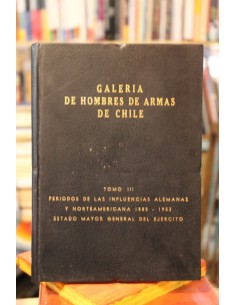 GALERIA
DE HOMBRES DE ARMAS
DE CHILE
TOMO III
PERIODOS DE LAS INFLUENCIAS ALEMANAS
Y NORTEAMERICANA 1885 - 1952
ESTADO MAYOR GENERAL DEL EJERCITO